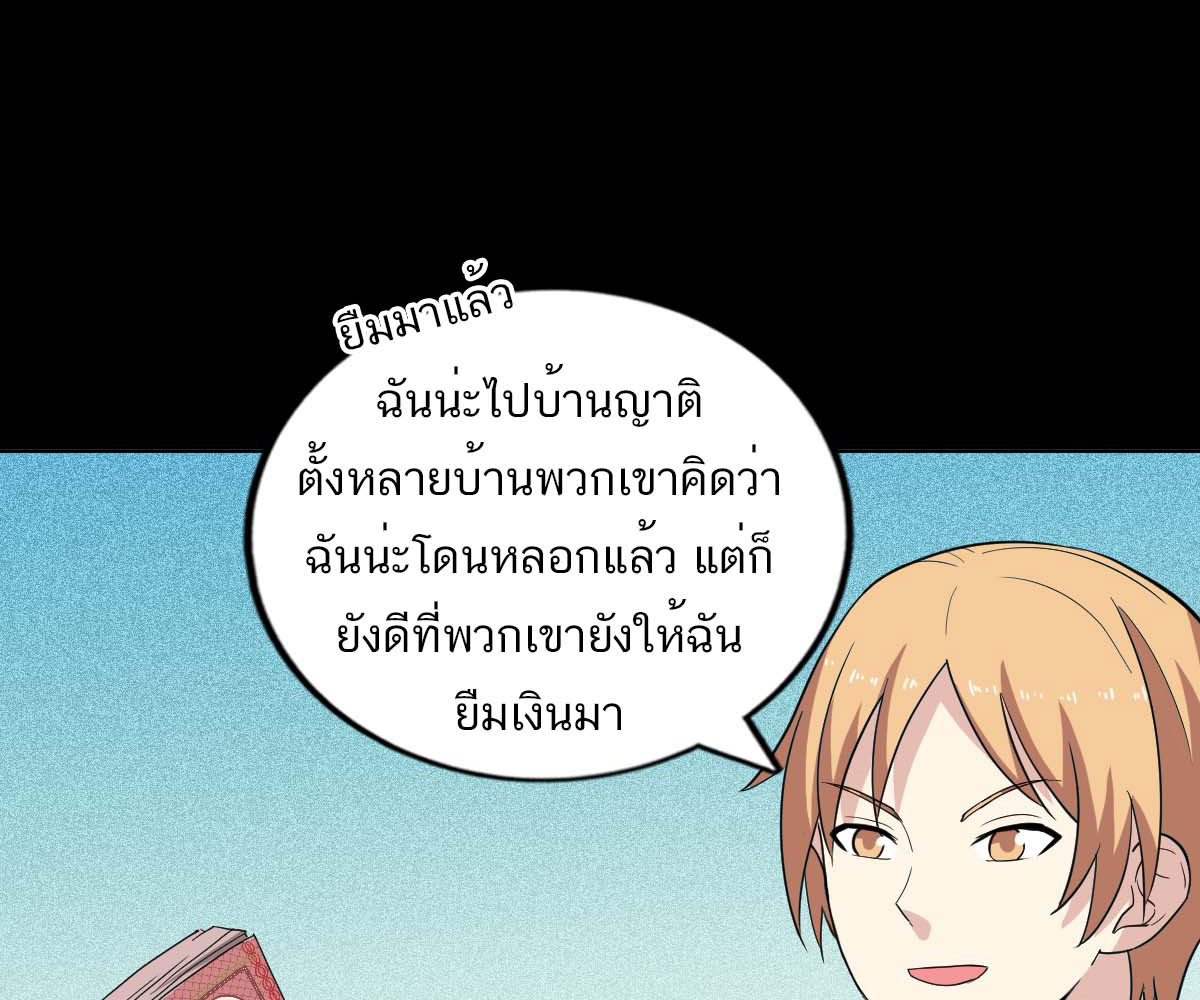 ยืมมาแล้ว
ฉันน่ะไปบ้านญาติ
ตั้งหลายบ้านพวกเขาคิดว่า
ฉันน่ะโดนหลอกแล้ว แต่ก็
ยังดีที่พวกเขายังให้ฉัน
ยืมเงินมา